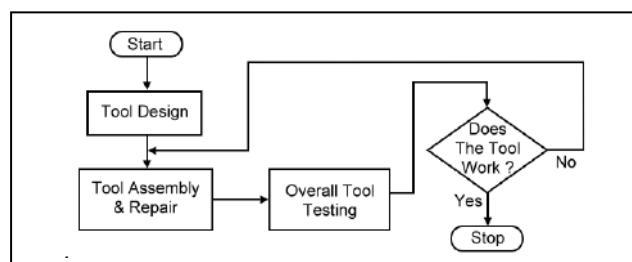 Start
Tool Design
Tool Assembly
& Repair
Overall Tool
Testing
Does
The Tool
Work ?
No
Yes
Stop